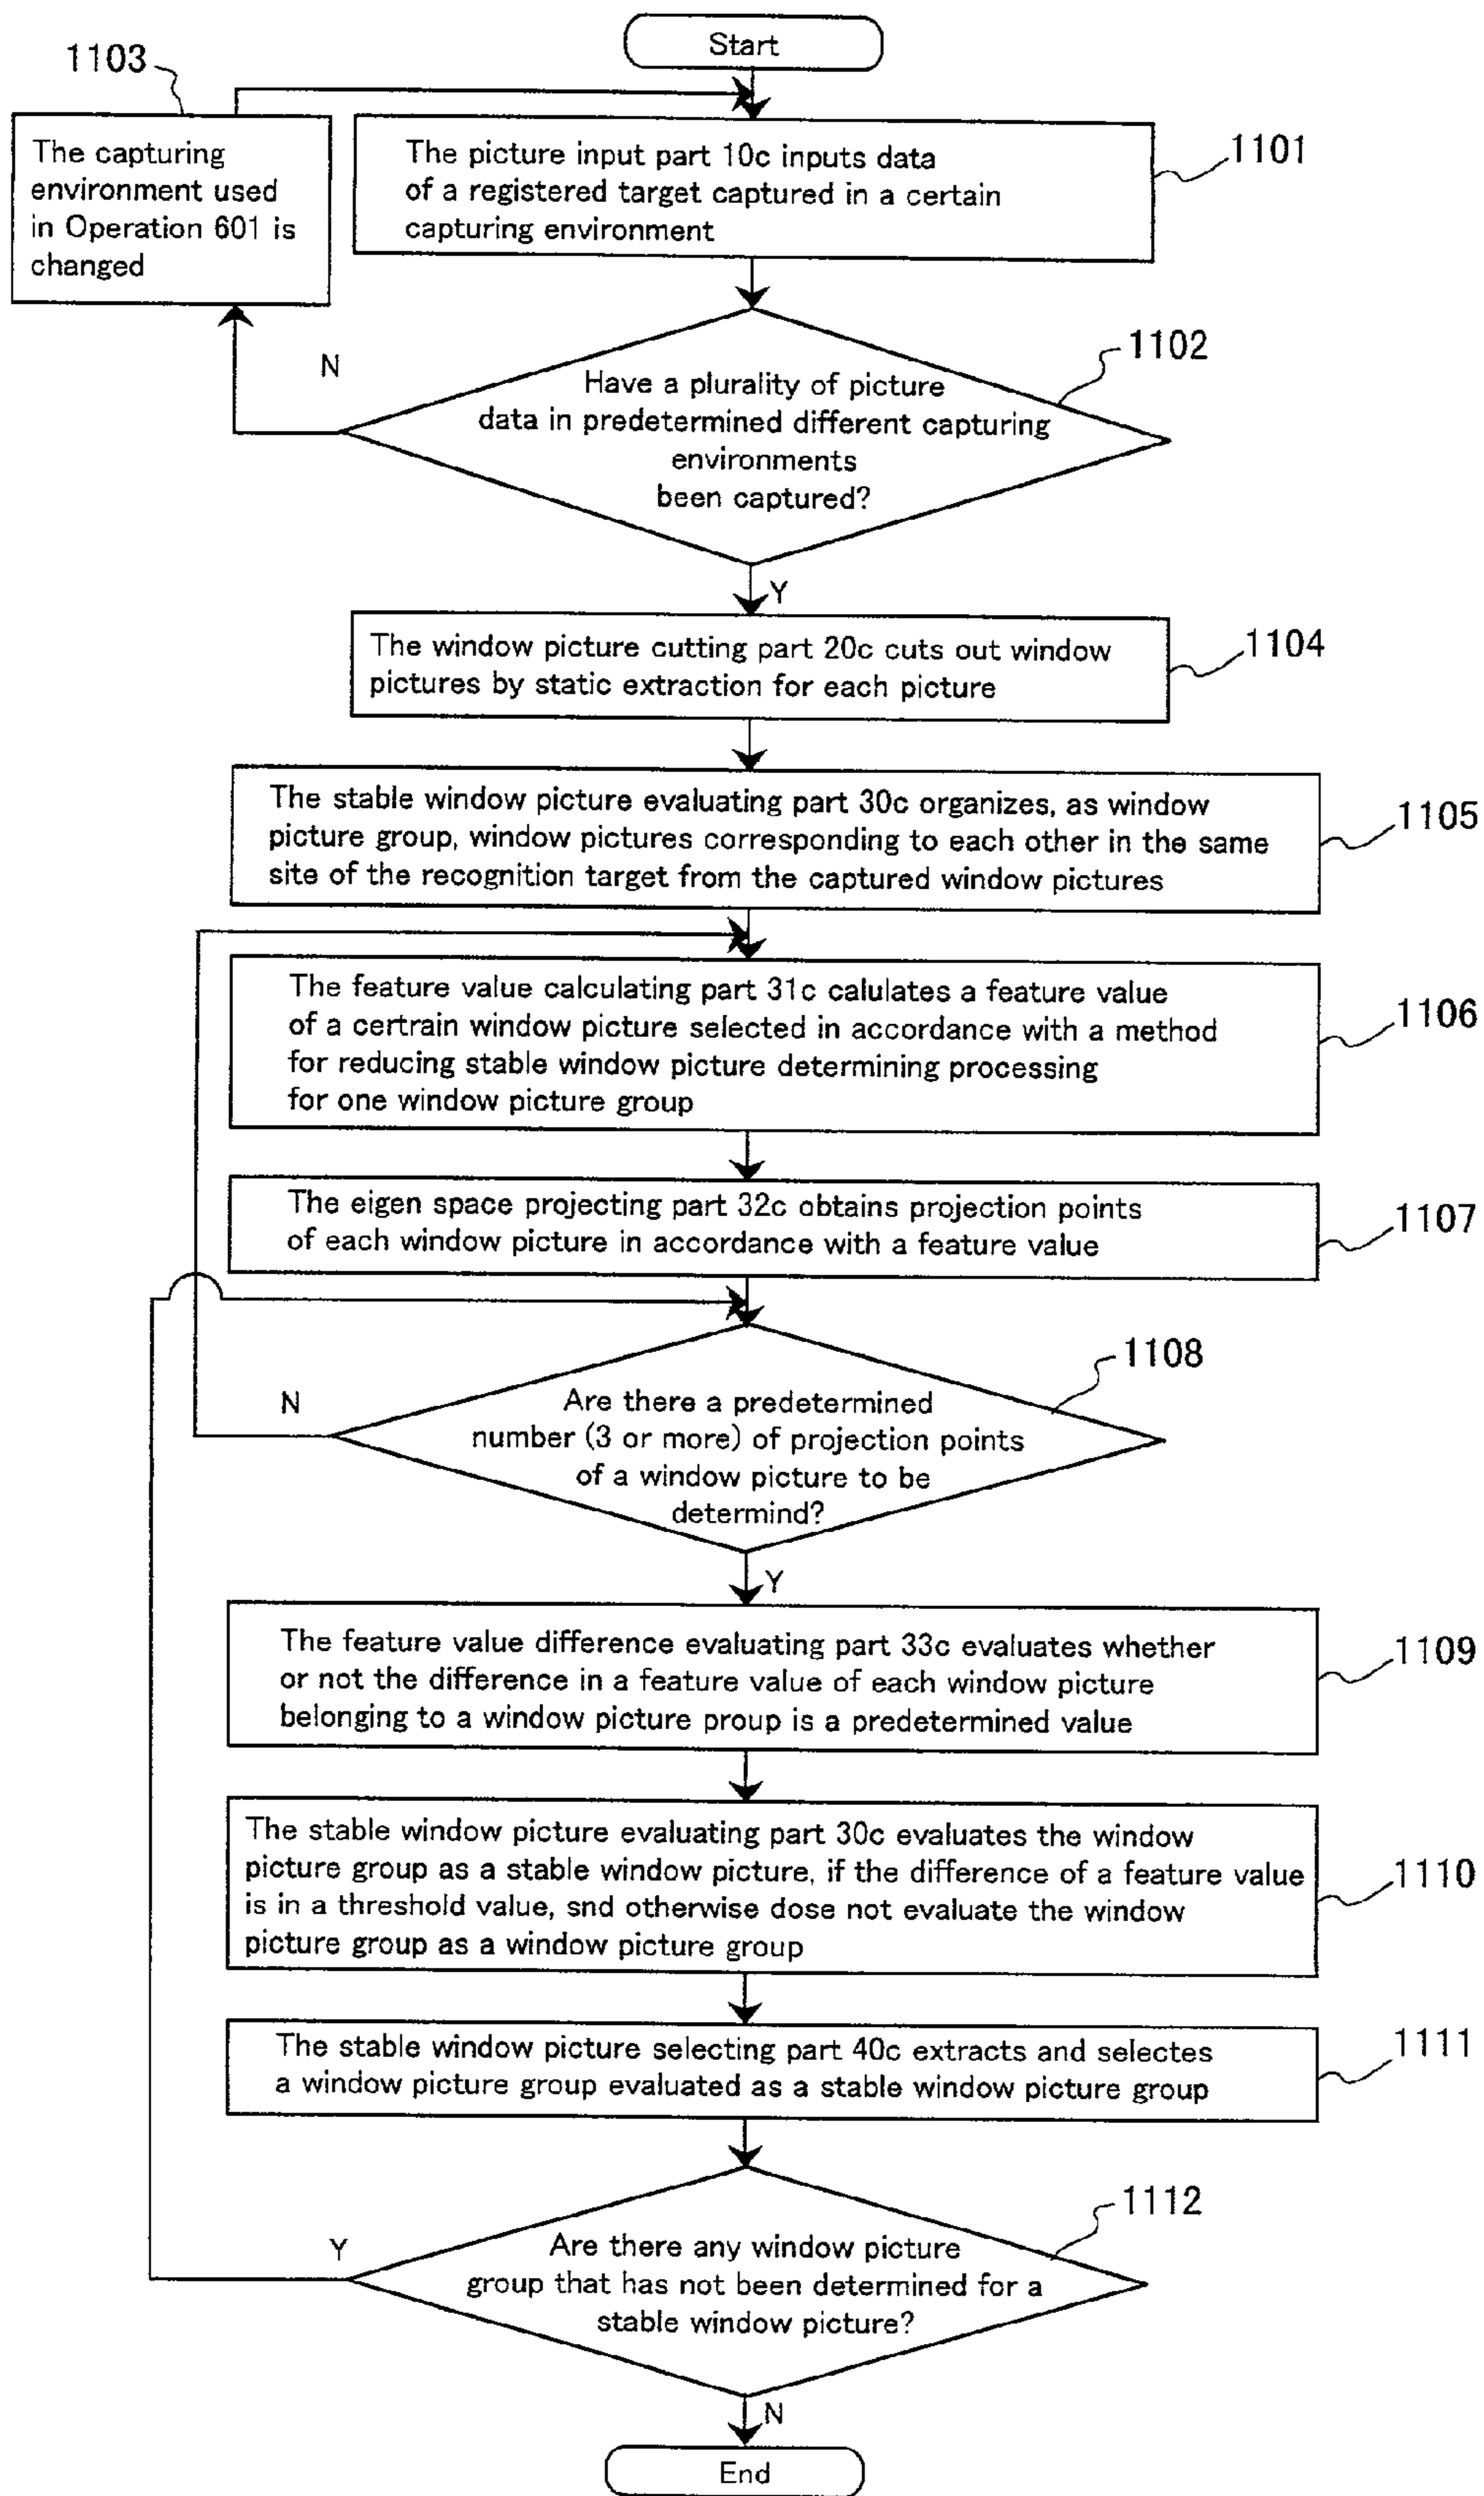 Start
1103
The capturing
environment used
in Operation 601 is
changed
The picture input part 10c inputs data
of a registered target captured in a certain
capturing environment
1101
N
1102
Have a plurality of picture
data in predetermined different capturing
environments
been captured?
Y
The window picture cutting part 20c cuts out window
pictures by static extraction for each picture
1104
The stable window picture evaluating part 30c organizes, as window
picture group, window pictures corresponding to each other in the same
site of the recognition target from the captured window pictures
1105
The feature value calculating part 31c calulates a feature value
of a certrain window picture selected in accordance with a method
for reducing stable window picture determining processing
for one window picture group
1106
The eigen space projecting part 32c obtains projection points
of each window picture in accordance with a feature value
1107
1108
N
Are there a predetermined
number (3 or more) of projection points
of a window picture to be
determind?
Y
The feature value difference evaluating part 33c evaluates whether
or not the difference in a feature value of each window picture
belonging to a window picture proup is a predetermined value
1109
The stable window picture evaluating part 30c evaluates the window
picture group as a stable window picture, if the difference of a feature value
is in a threshold value, snd otherwise dose not evaluate the window
picture group as a window picture group
1110
The stable window picture selecting part 40c extracts and selectes
a window picture group evaluated as a stable window picture group
1111
1112
Y
Are there any window picture
group that has not been determined for a
stable window picture?
N
End